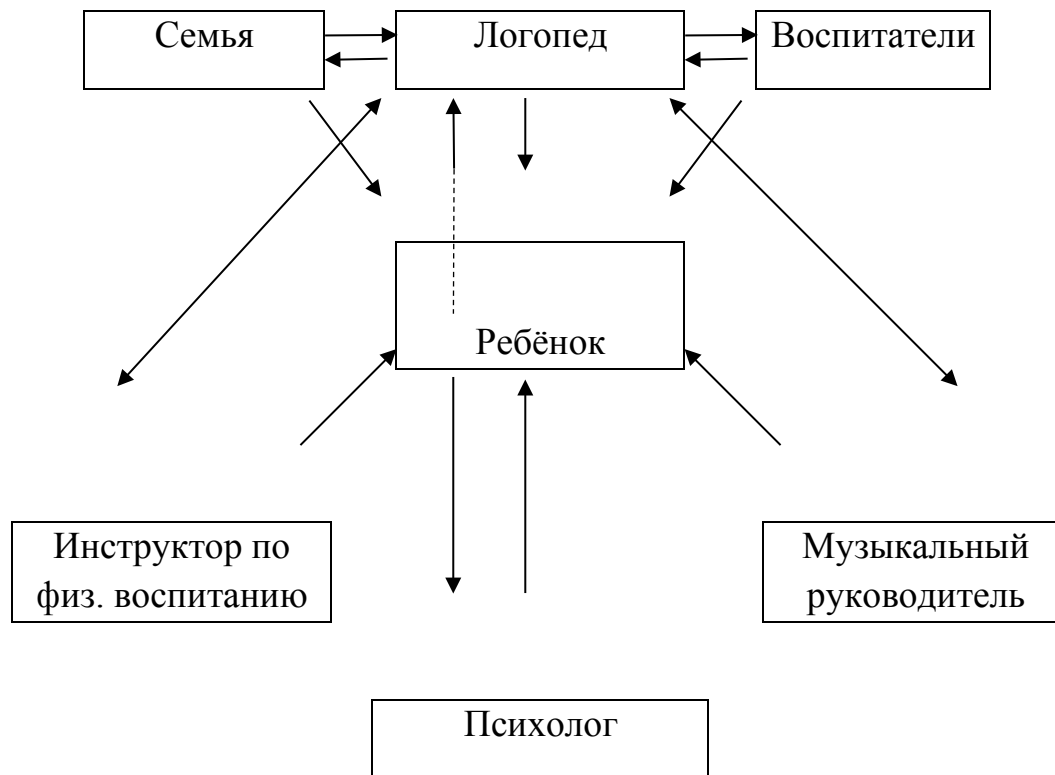 Семья
Логопед
Воспитатели
Ребёнок
Инструктор по
физ. воспитанию
Музыкальный
руководитель
Психолог